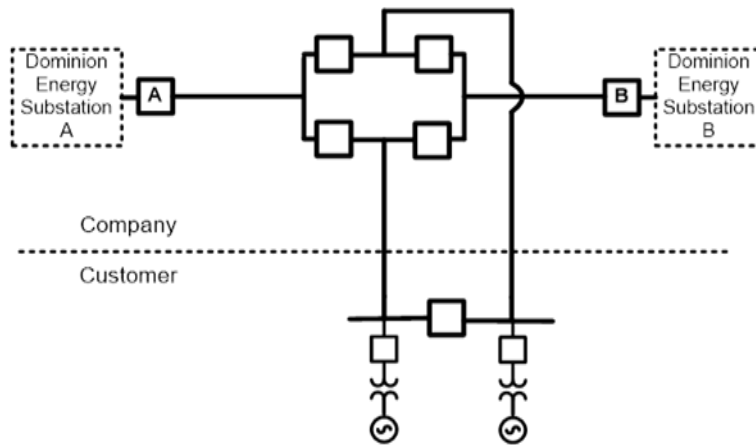 Dominion
Energy
Substation
A
A
B
Dominion
Energy
Substation
B
Company
Customer